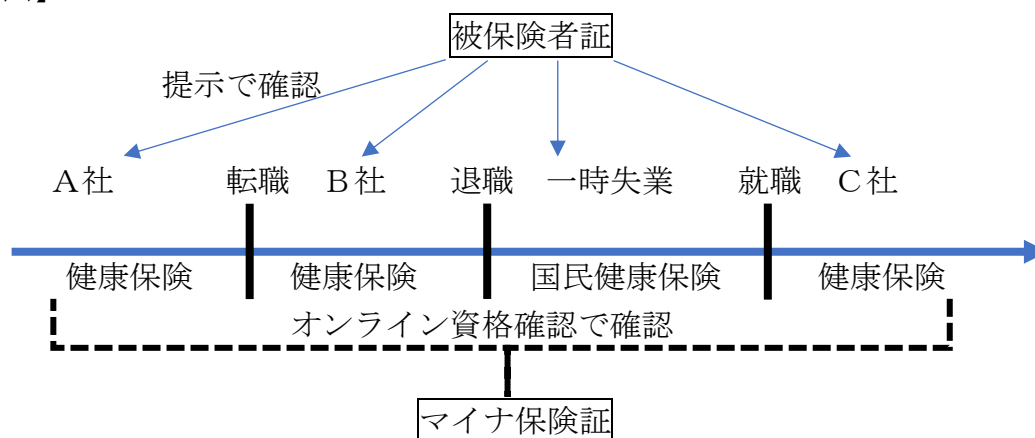 被保険者証
提示で確認
Ａ社 転職 Ｂ社 退職 一時失業 就職 Ｃ社
健康保険 健康保険 国民健康保険 健康保険
オンライン資格確認で確認
マイナ保険証